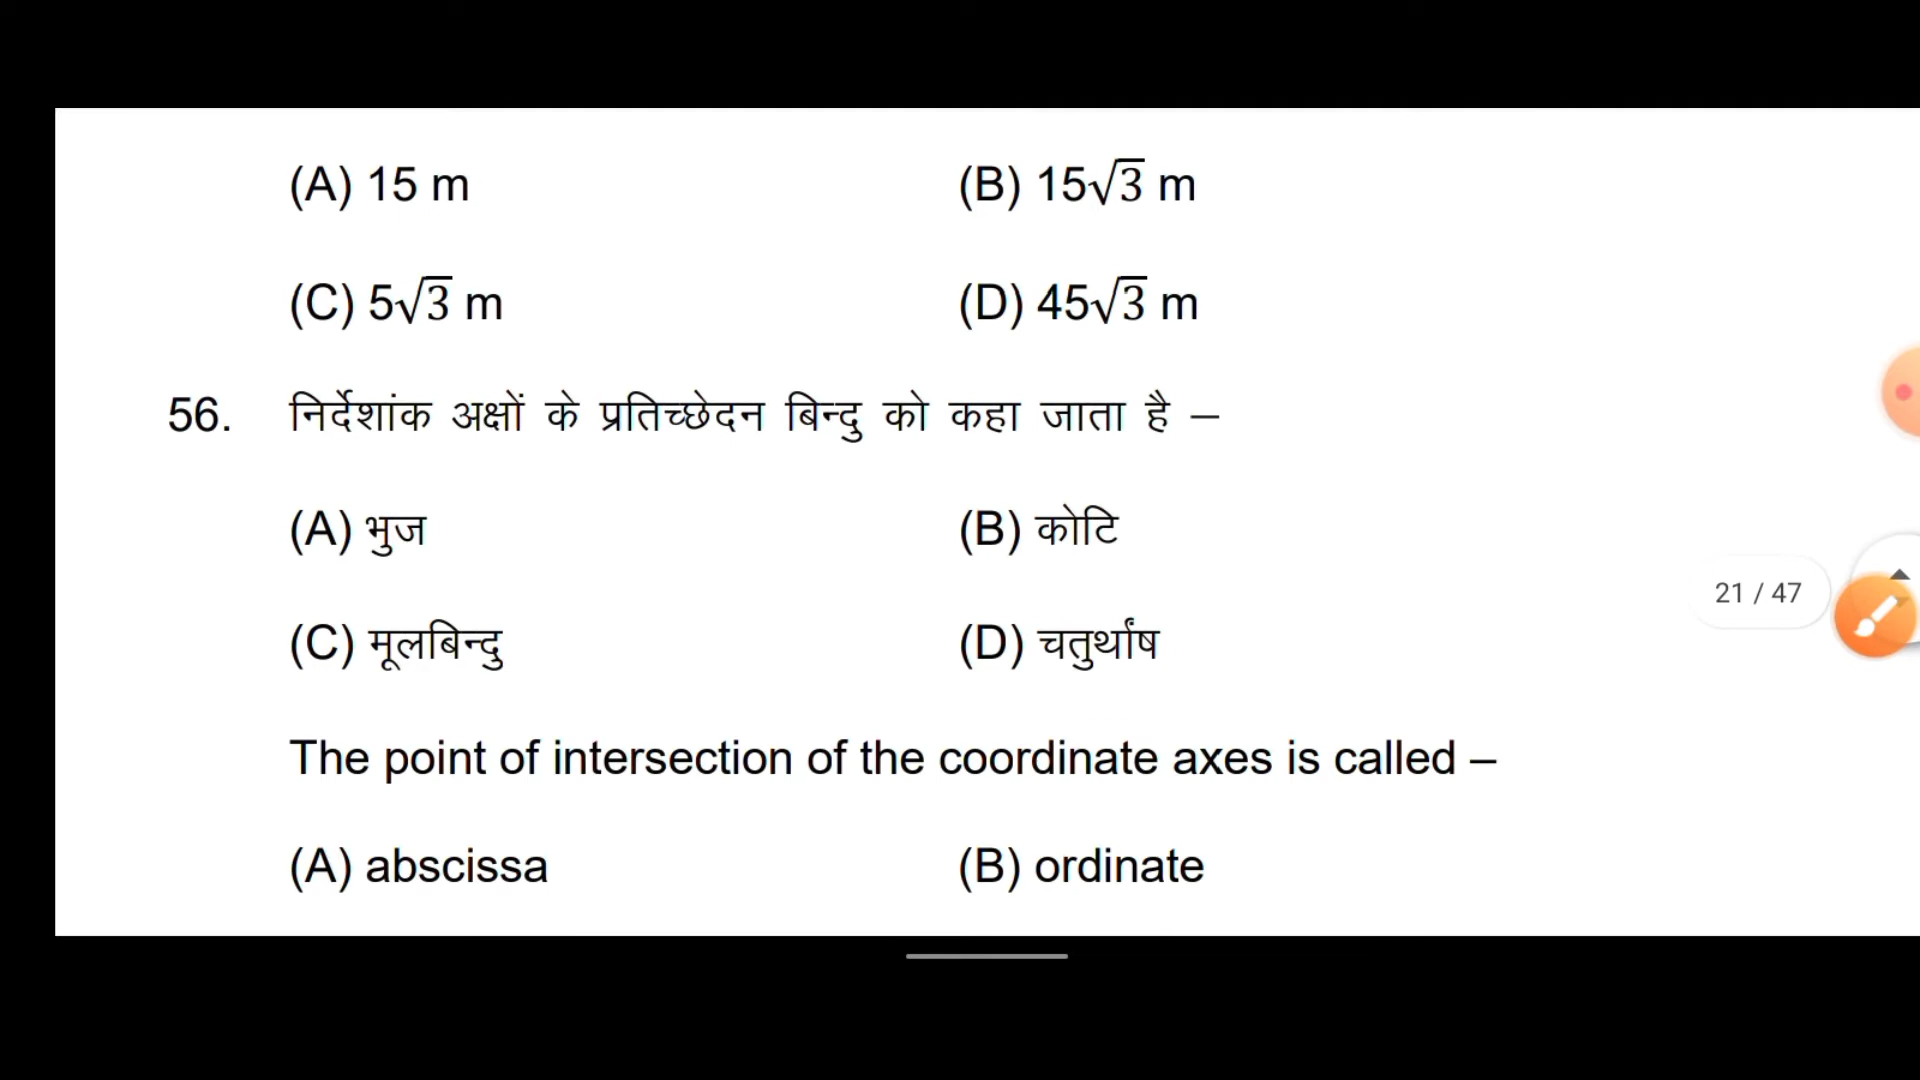 (A) 15 m (B) 15√3 m
(C) 5√3 m (D) 45√3 m
56. निर्देशांक अक्षों के प्रतिच्छेदन बिन्दु को कहा जाता है –
(A) भुज (B) कोटि
(C) मूलबिन्दु (D) चतुर्थांष
21 / 47
The point of intersection of the coordinate axes is called –
(A) abscissa (B) ordinate